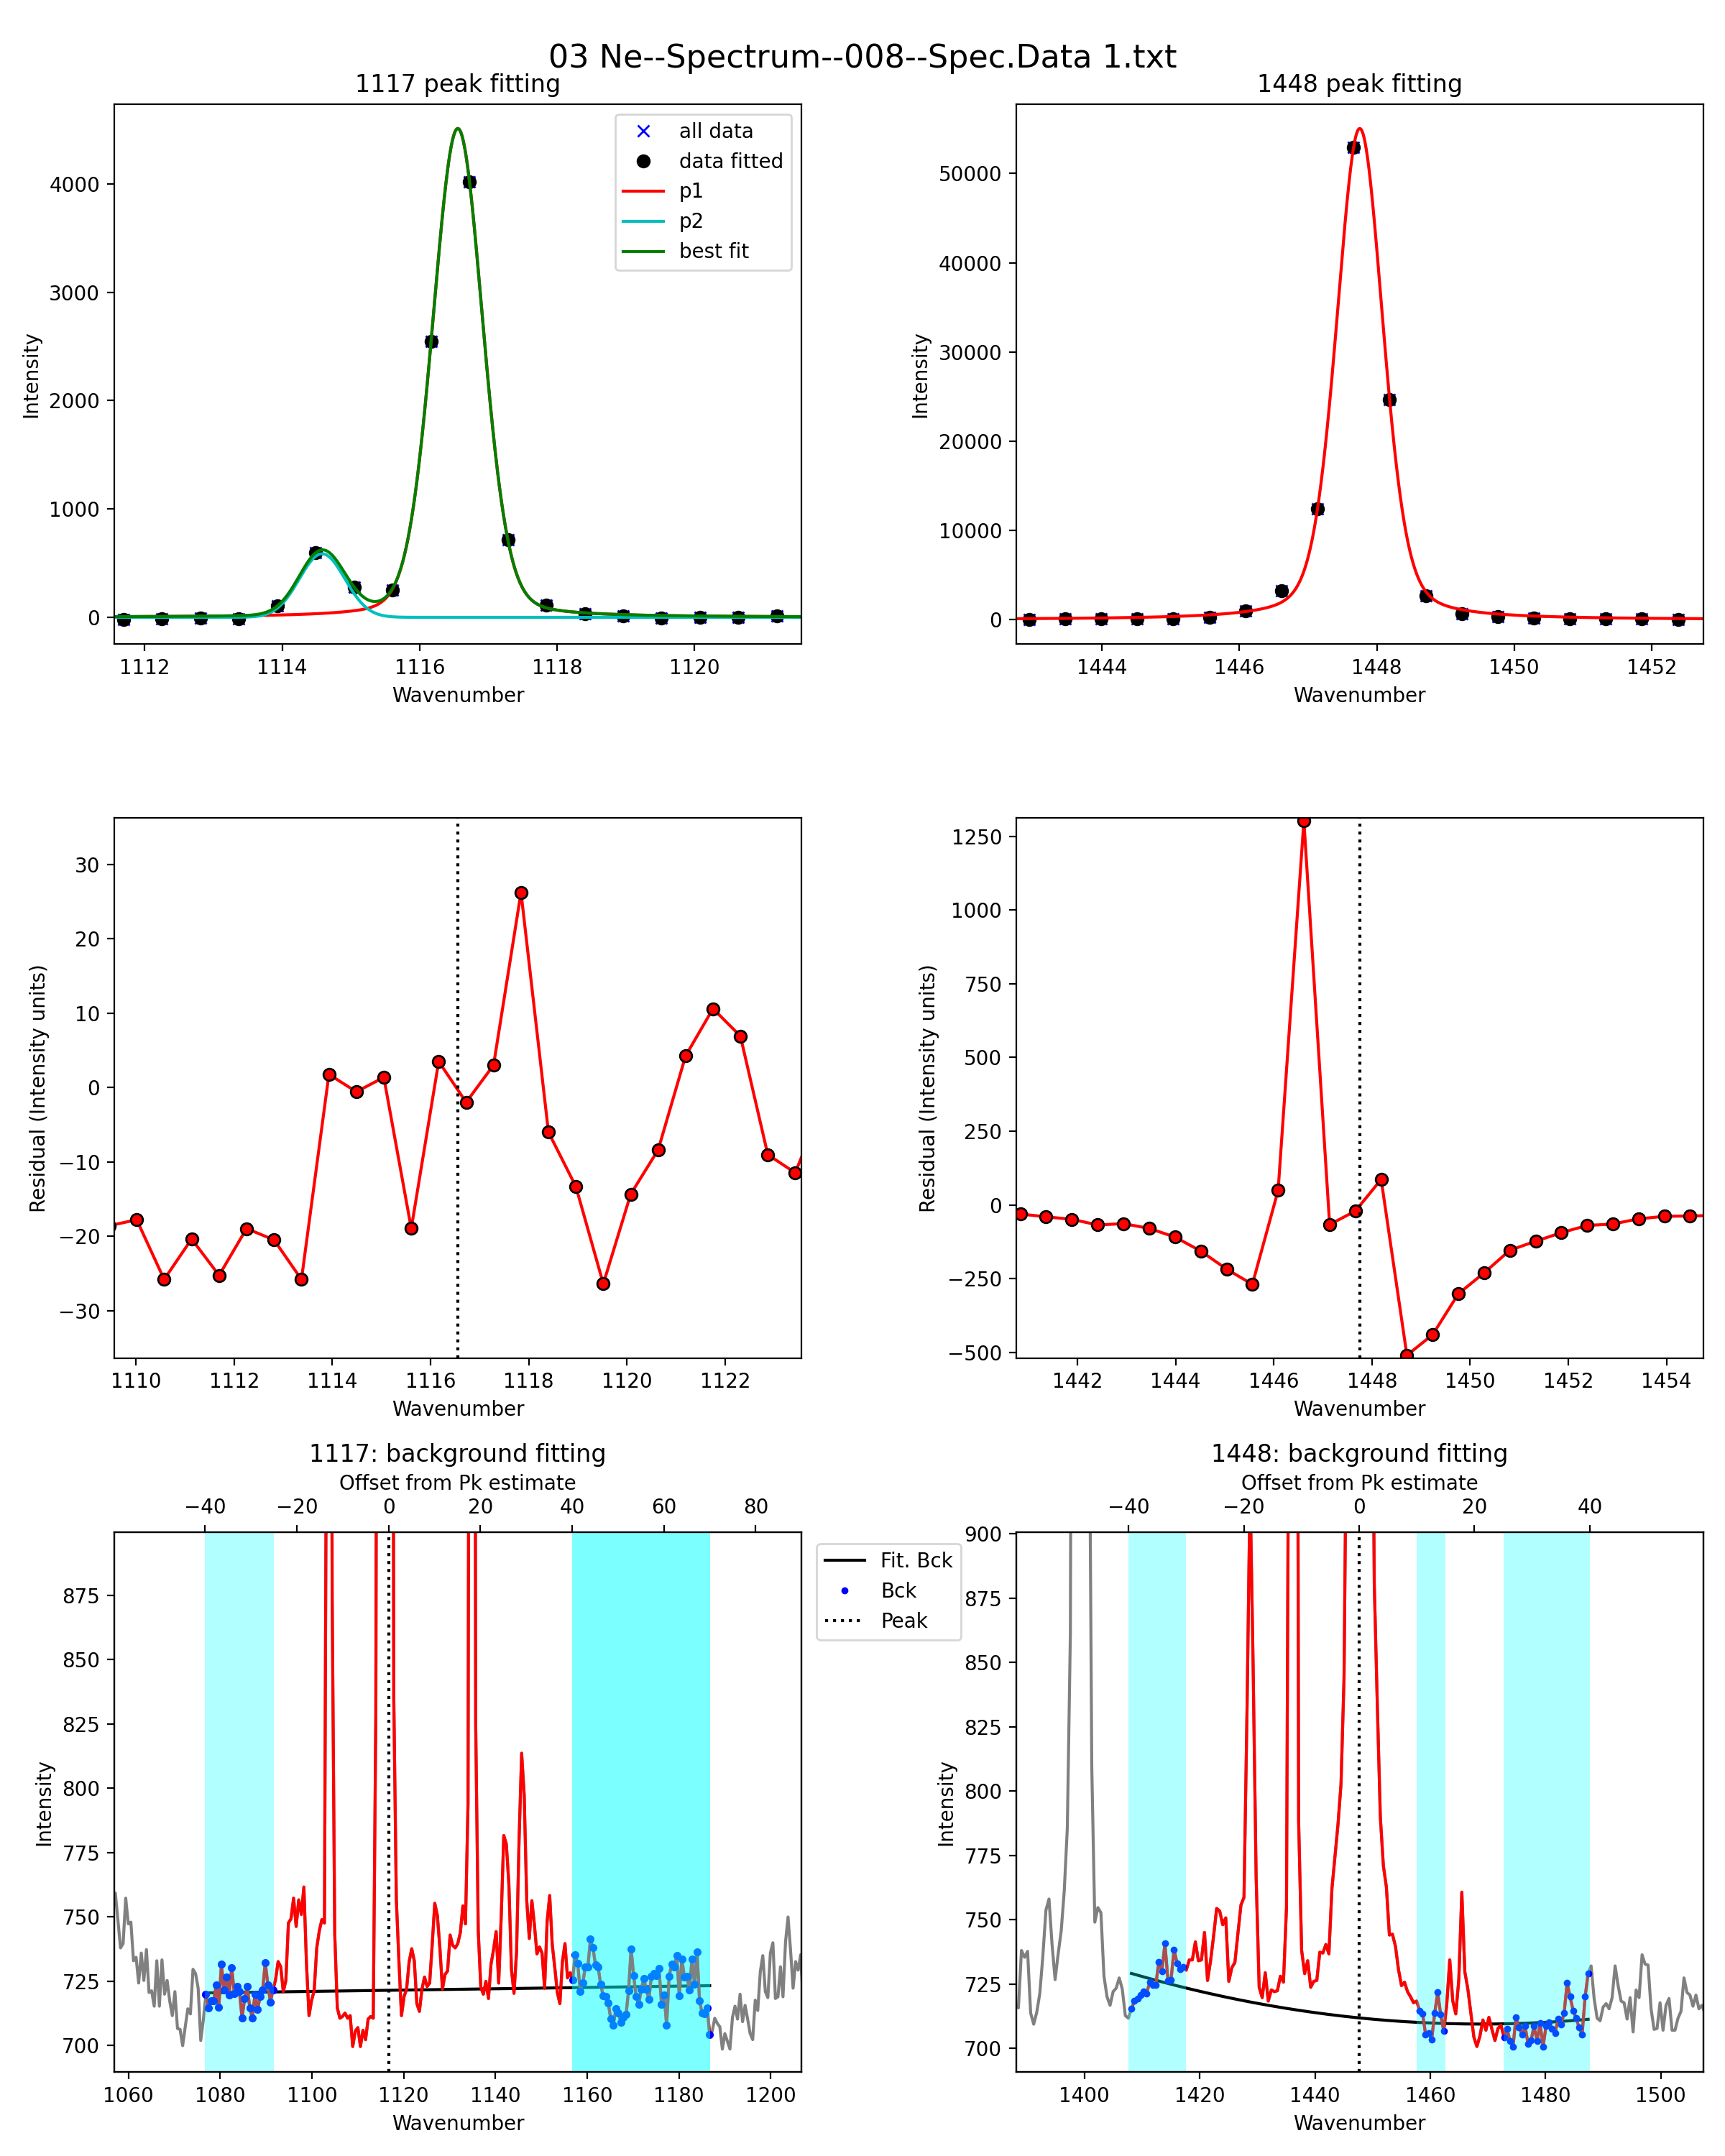 03 Ne--Spectrum--008--Spec.Data 1.txt
1117 peak fitting
all data
data fitted
p1
p2
best fit
4000
3000
2000
1000
0
Intensity
1112 1114 1116 1118 1120
Wavenumber
1448 peak fitting
50000
40000
30000
20000
10000
0
Intensity
1444 1446 1448 1450 1452
Wavenumber
30
20
10
0
−10
−20
−30
Residual (Intensity units)
1110 1112 1114 1116 1118 1120 1122
Wavenumber
1250
1000
750
500
250
0
−250
−500
Residual (Intensity units)
1442 1444 1446 1448 1450 1452 1454
Wavenumber
1117: background fitting
Offset from Pk estimate
−40 −20 0 20 40 60 80
875
850
825
800
775
750
725
700
Intensity
1060 1080 1100 1120 1140 1160 1180 1200
Wavenumber
Fit. Bck
Bck
Peak
1448: background fitting
Offset from Pk estimate
−40 −20 0 20 40
900
875
850
825
800
775
750
725
700
Intensity
1400 1420 1440 1460 1480 1500
Wavenumber